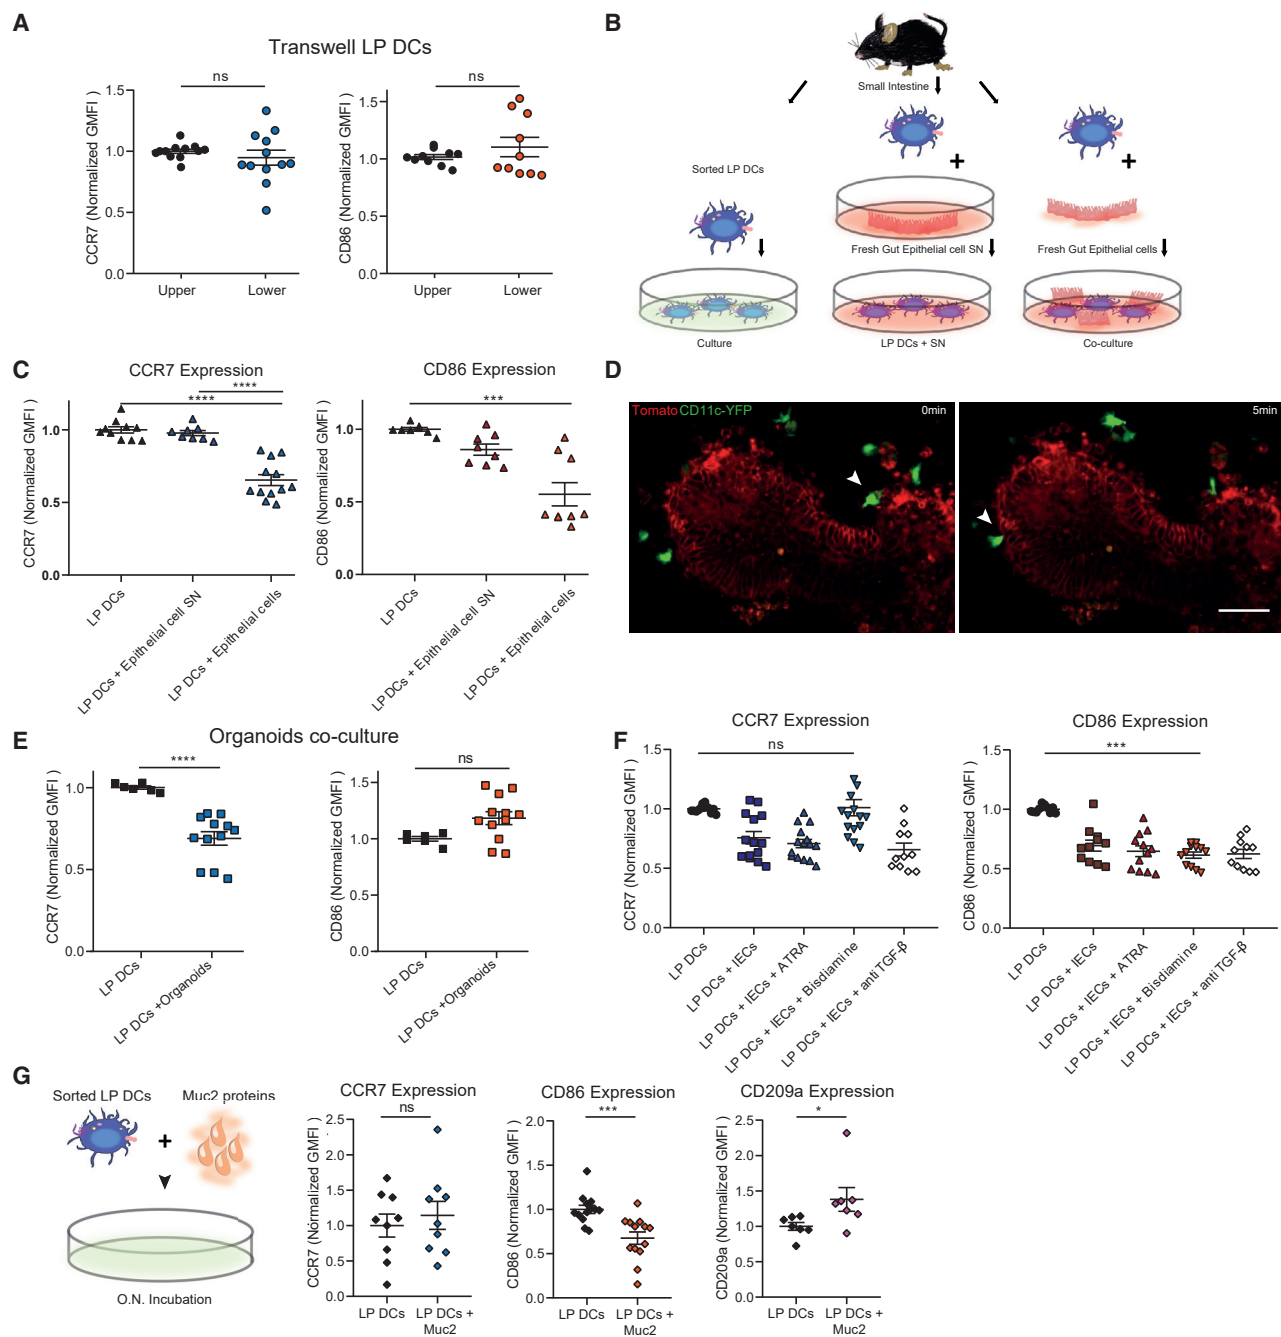 A
Transwell LP DCs
ns
ns
CCR7 (Normalized GMFI )
1.5
1.0
0.5
0.0
Upper
Lower
CD86 (Normalized GMFI )
1.5
1.0
0.5
0.0
Upper
Lower
B
Small Intestine
+
+
Sorted LP DCs
Fresh Gut Epithelial cell SN
Fresh Gut Epithelial cells
Culture
LP DCs + SN
Co-culture
C
CCR7 Expression
****
****
CCR7 (Normalized GMFI )
1.0
0.5
0.0
LP DCs
LP DCs + Epithelial cell SN
LP DCs + Epithelial cells
CD86 Expression
***
CD86 (Normalized GMFI )
1.0
0.5
0.0
LP DCs
LP DCs + Epithelial cell SN
LP DCs + Epithelial cells
D
Tomato CD11c-YFP
0min
5min
E
Organoids co-culture
****
CCR7 (Normalized GMFI )
1.0
0.5
0.0
LP DCs
LP DCs +Organoids
ns
CD86 (Normalized GMFI )
1.5
1.0
0.5
0.0
LP DCs
LP DCs +Organoids
F
CCR7 Expression
ns
CCR7 (Normalized GMFI )
1.5
1.0
0.5
0.0
LP DCs
LP DCs + IECs
LP DCs + IECs + ATRA
LP DCs + IECs + Bisdiamine
LP DCs + IECs + anti TGF-β
CD86 Expression
***
CD86 (Normalized GMFI )
1.5
1.0
0.5
0.0
LP DCs
LP DCs + IECs
LP DCs + IECs + ATRA
LP DCs + IECs + Bisdiamine
LP DCs + IECs + anti TGF-β
G
Sorted LP DCs
Muc2 proteins
+
O.N. Incubation
CCR7 Expression
ns
CCR7 (Normalized GMFI )
2.5
2.0
1.5
1.0
0.5
0.0
LP DCs
LP DCs +
Muc2
CD86 Expression
***
CD86 (Normalized GMFI )
2.0
1.5
1.0
0.5
0.0
LP DCs
LP DCs +
Muc2
CD209a Expression
*
CD209a (Normalized GMFI )
2.5
2.0
1.5
1.0
0.5
0.0
LP DCs
LP DCs +
Muc2